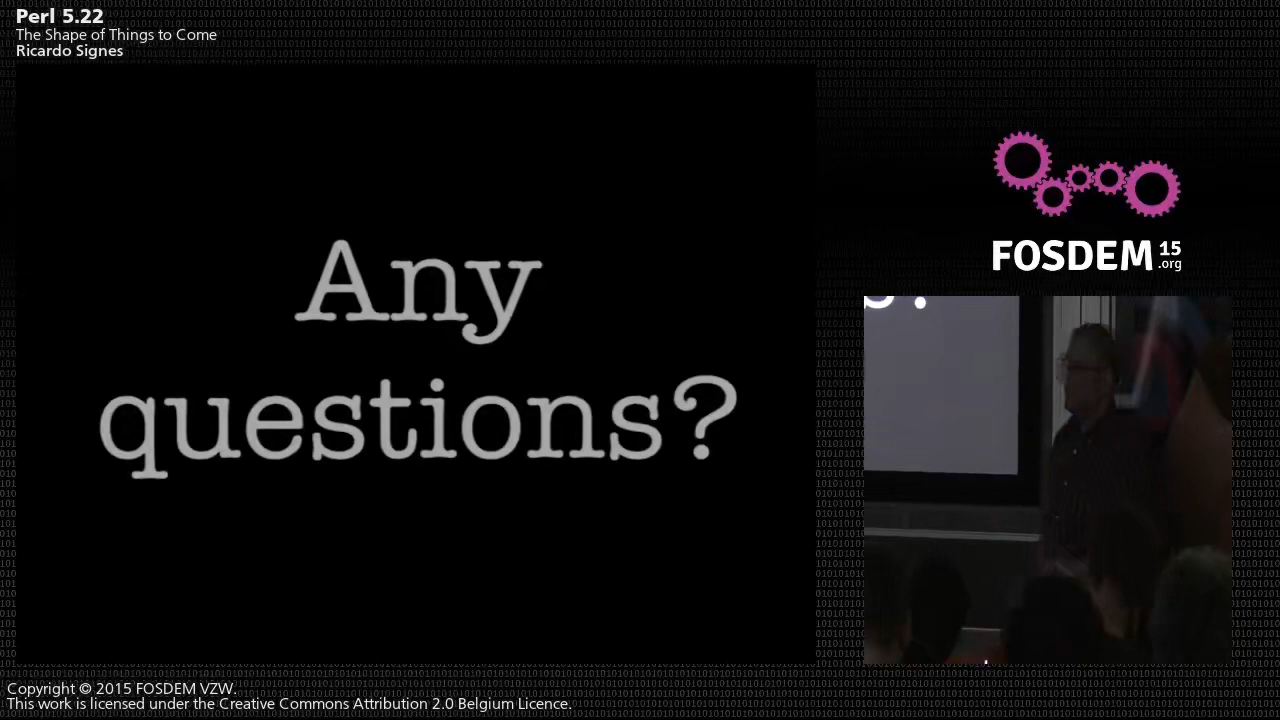 Perl 5.22
The Shape of Things to Come
Ricardo Signes
Any
questions?
FOSDEM 15
.org
Copyright © 2015 FOSDEM VZW.
This work is licensed under the Creative Commons Attribution 2.0 Belgium Licence.